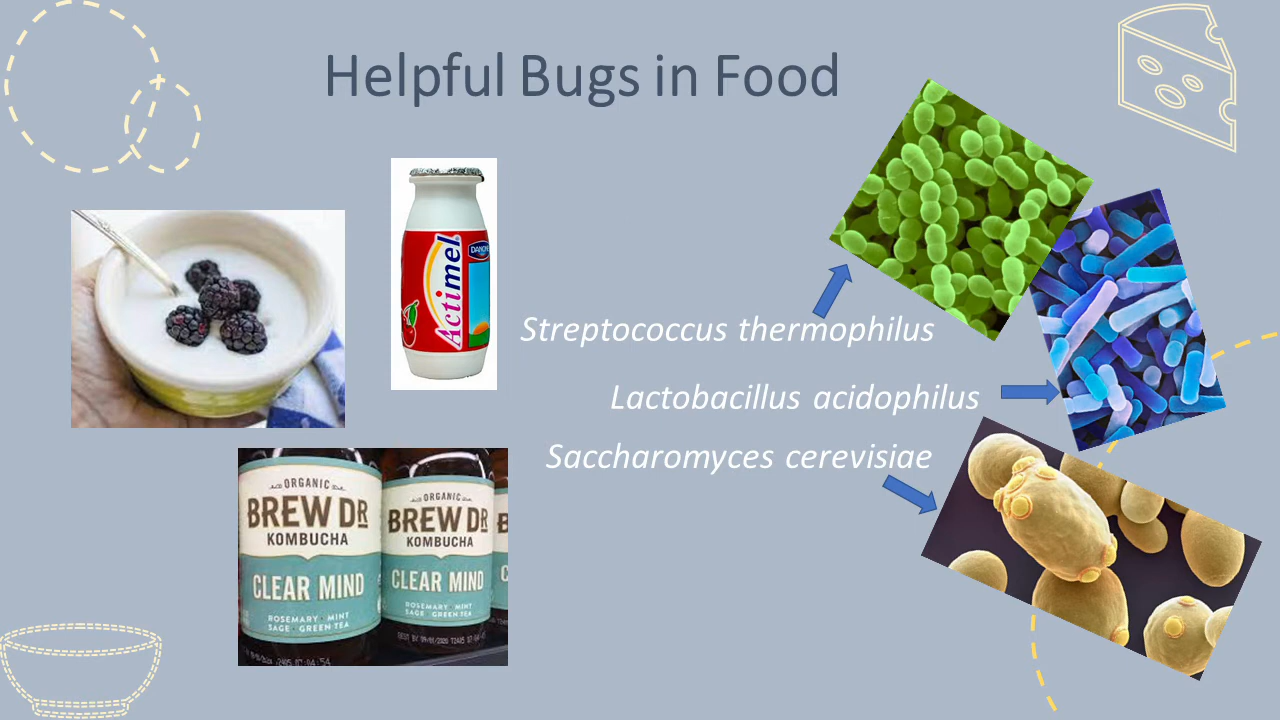 Helpful Bugs in Food
Actimel
Streptococcus thermophilus
Lactobacillus acidophilus
Saccharomyces cerevisiae
ORGANIC
BREW DR
KOMBUCHA
CLEAR MIND
ROSEMARY · MINT
SAGE · GREEN TEA
ORGANIC
BREW DR
KOMBUCHA
CLEAR MIND
ROSEMARY · MINT
SAGE · GREEN TEA